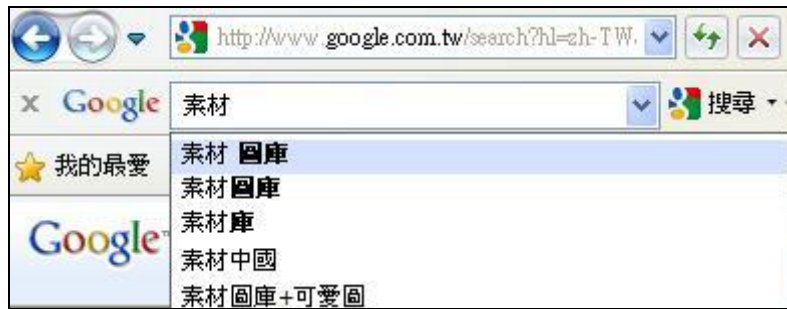 http://www.google.com.tw/search?hl=zh-TW.
x Google 素材 搜尋
我的最愛
素材 圖庫
素材圖庫
素材庫
素材中國
素材圖庫+可愛圖
Google